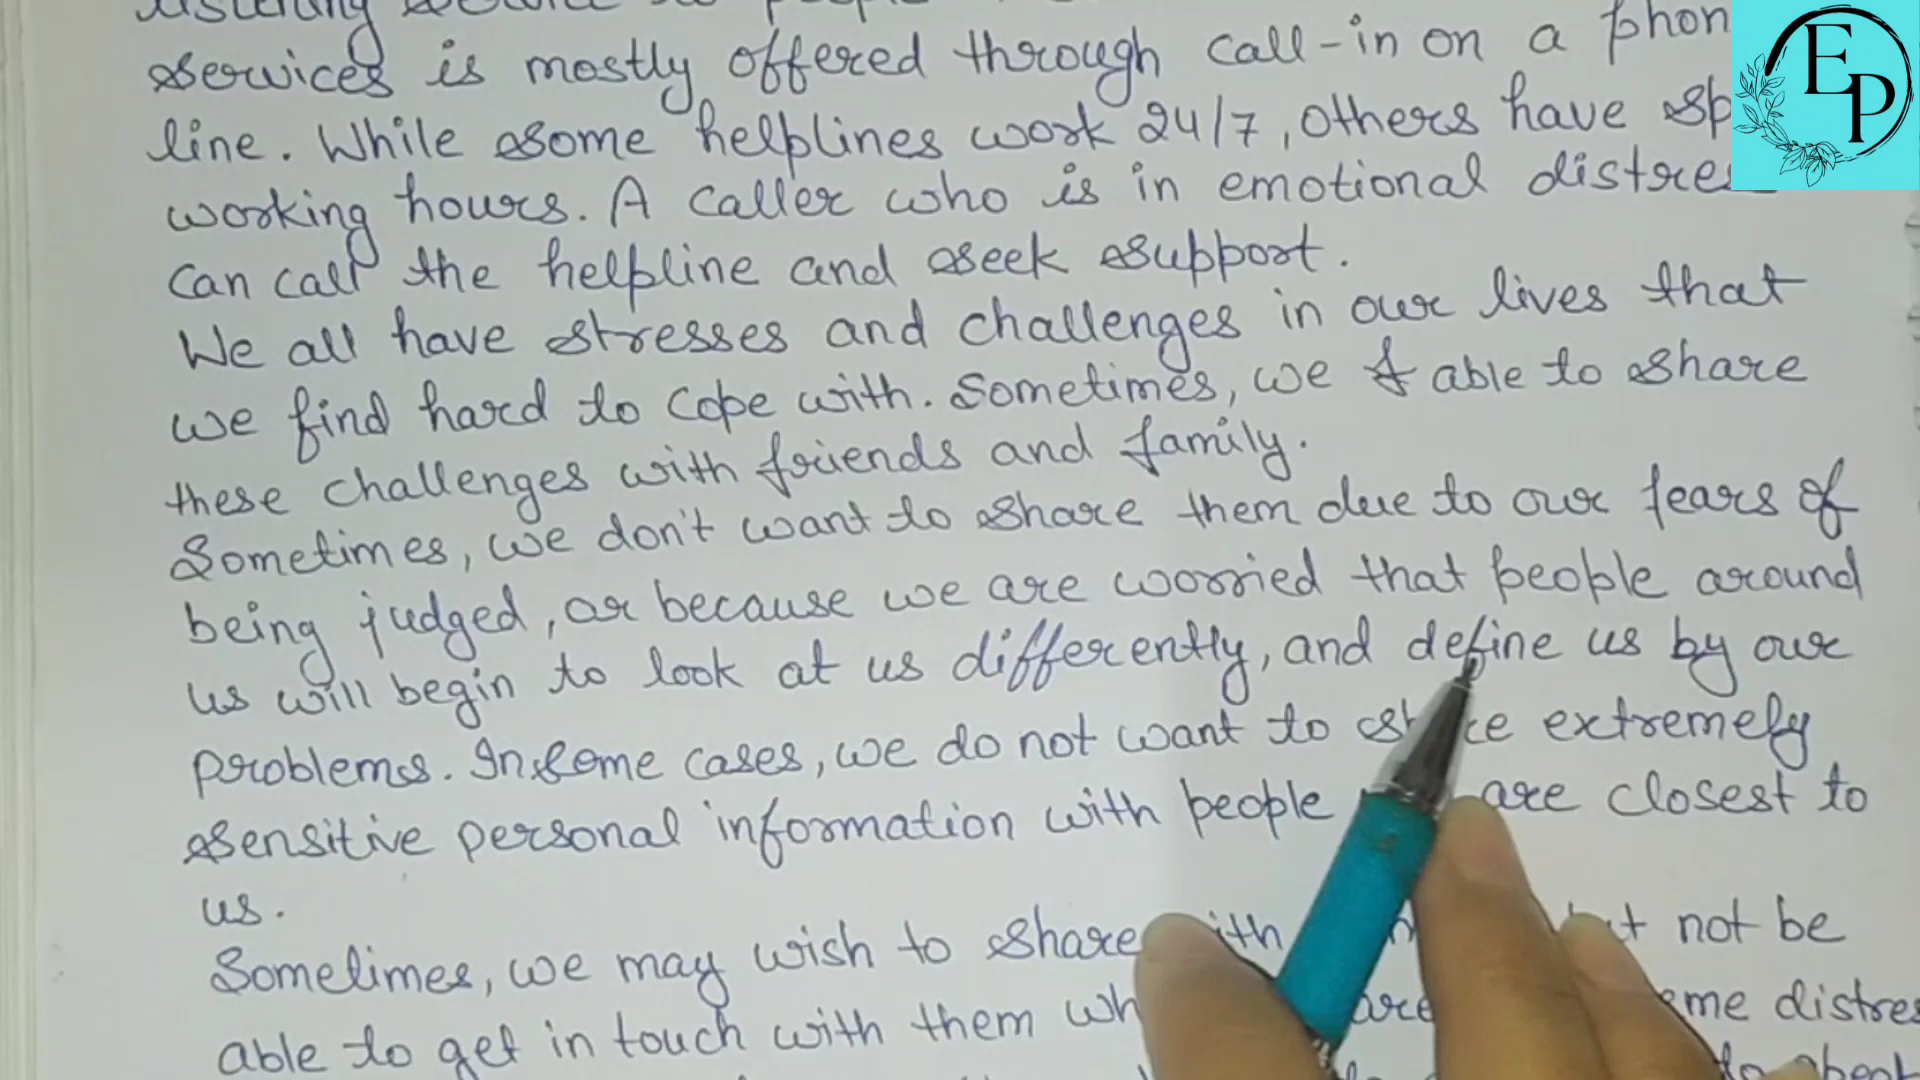 listening service to people
services is mostly offered through call-in on a phon
line. While some helplines work 24/7, others have sp
working hours. A caller who is in emotional distres
can call the helpline and seek support.
We all have stresses and challenges in our lives that
we find hard to cope with. Sometimes, we able to share
these challenges with friends and family.
Sometimes, we don't want to share them due to our fears of
being judged, or because we are worried that people around
us will begin to look at us differently, and define us by our
problems. In some cases, we do not want to extremely
sensitive personal information with people are closest to
us.
Sometimes, we may wish to share not be
able to get in touch with them distres
EP